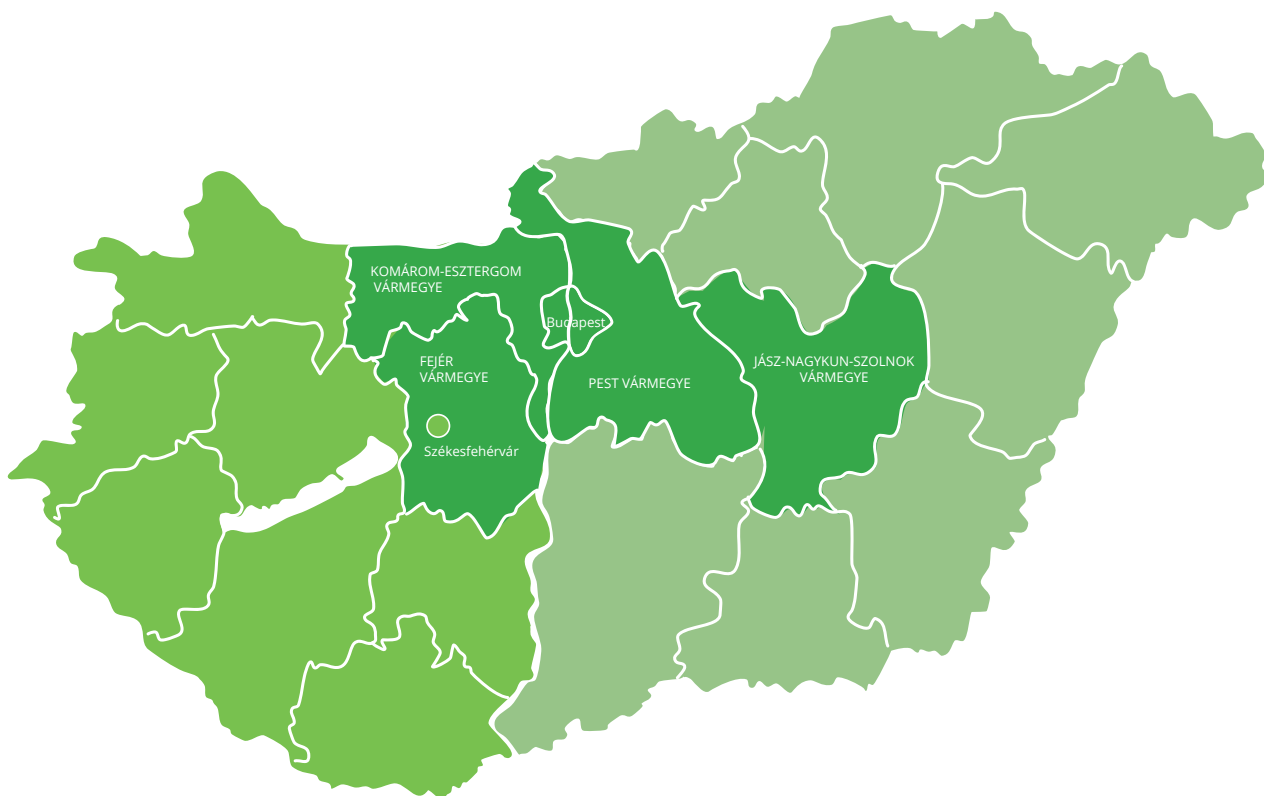 KOMÁROM-ESZTERGOM
VÁRMEGYE
Budapest
FEJÉR
VÁRMEGYE
PEST VÁRMEGYE
JÁSZ-NAGYKUN-SZOLNOK
VÁRMEGYE
Székesfehérvár